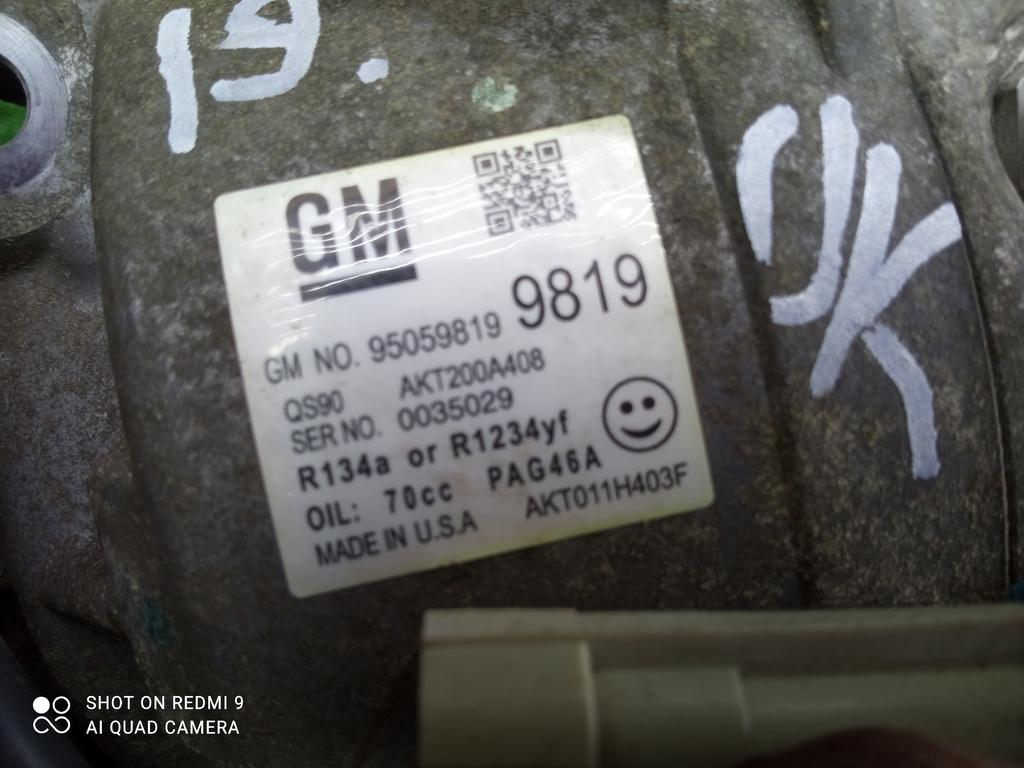 19.
OK
GM
GM NO. 95059819 9819
QS90 AKT200A408
SER NO. 0035029
R134a or R1234yf
OIL: 70cc PAG46A
MADE IN U.S.A AKT011H403F
SHOT ON REDMI 9
AI QUAD CAMERA